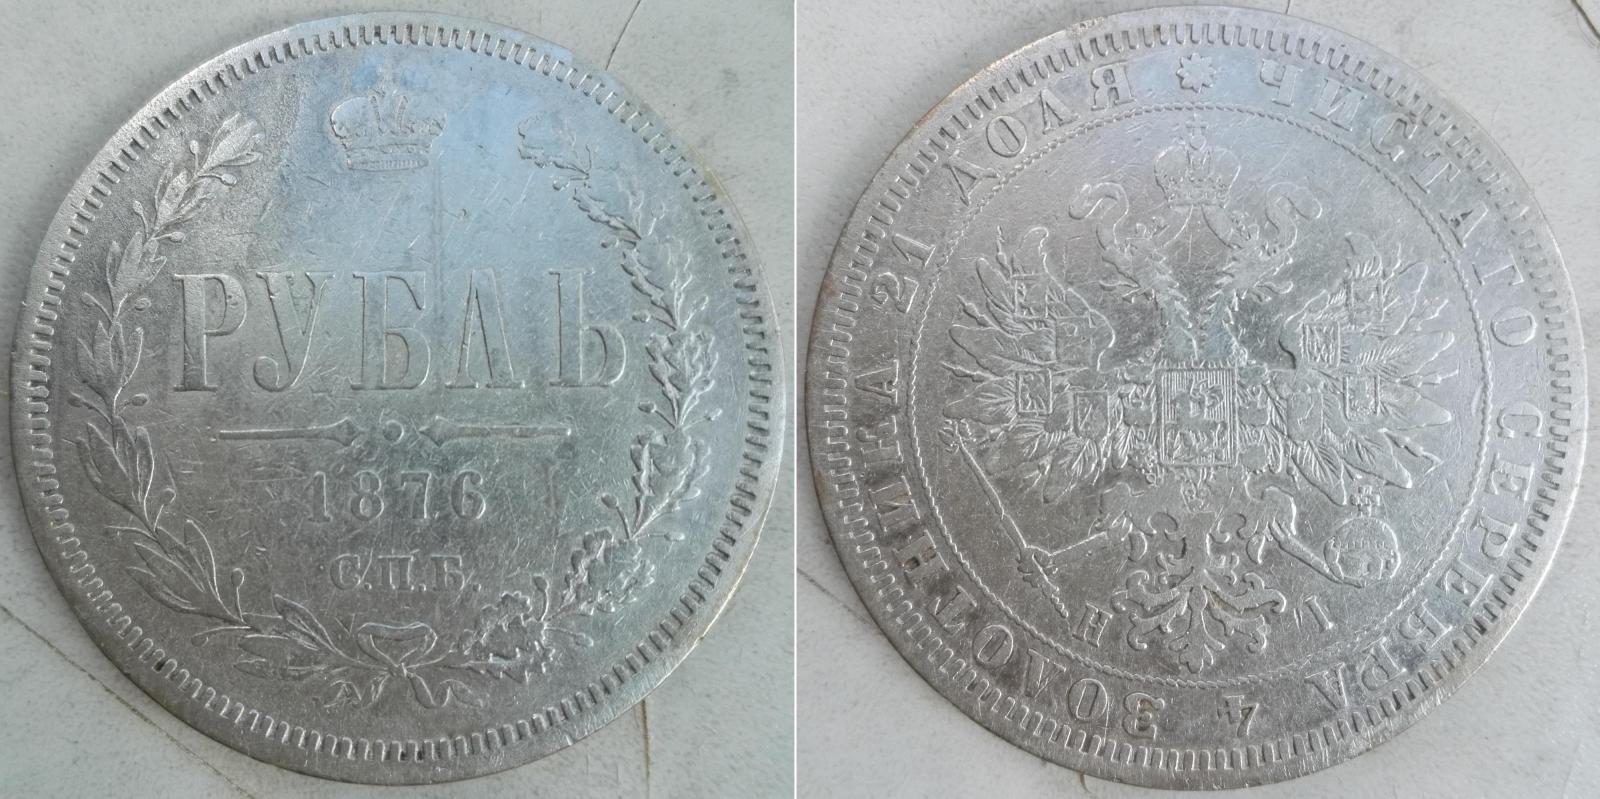 РУБЛЬ
1876
С.П.Б.
ЧИСТАГО СЕРЕБРА 4 ЗОЛОТНИКА 21 ДОЛЯ
Н I